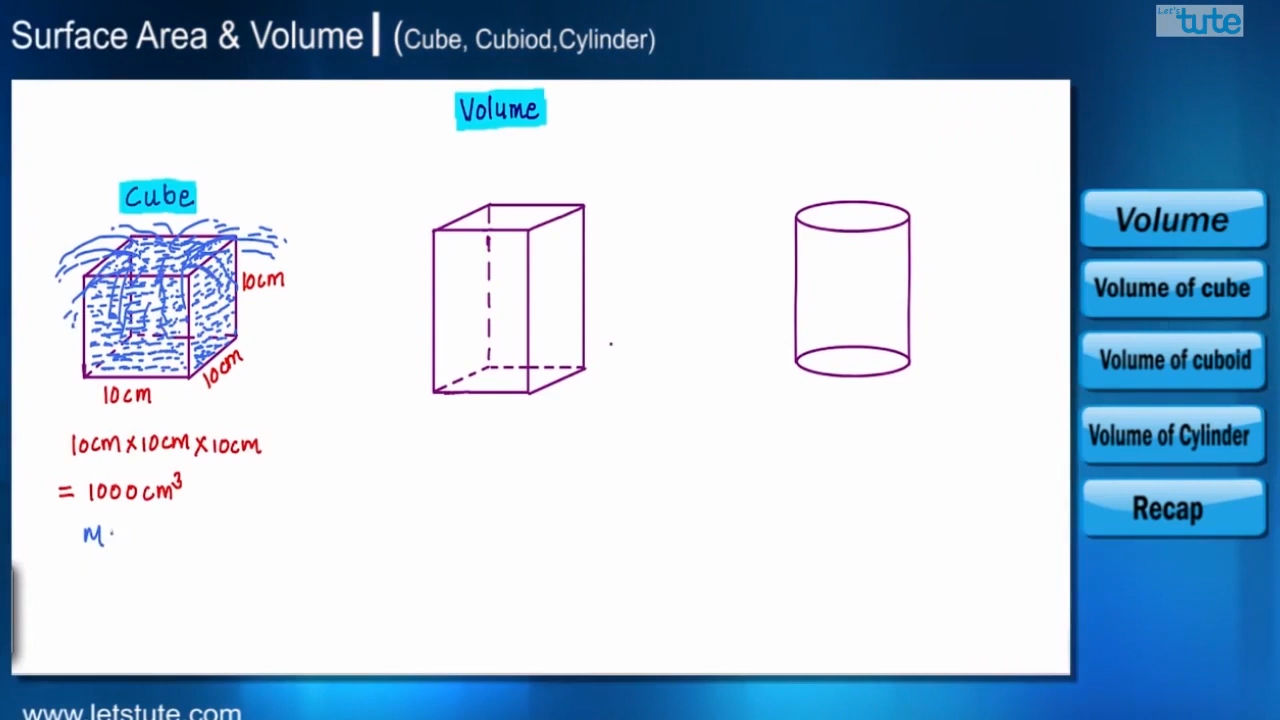 Surface Area & Volume | (Cube, Cubiod,Cylinder)
Let's tute
Volume
Cube
10cm
10cm
10cm
10cm x 10cm x 10cm
= 1000cm³
M
Volume
Volume of cube
Volume of cuboid
Volume of Cylinder
Recap
www.letstute.com